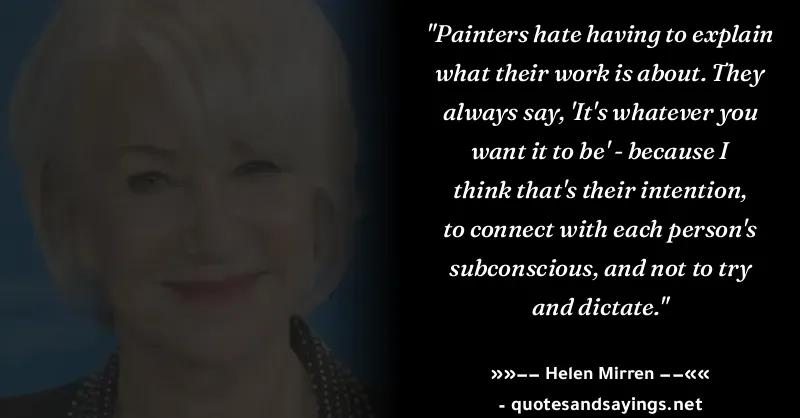 "Painters hate having to explain
what their work is about. They
always say, 'It's whatever you
want it to be' - because I
think that's their intention,
to connect with each person's
subconscious, and not to try
and dictate."
»»–– Helen Mirren ––««
- quotesandsayings.net